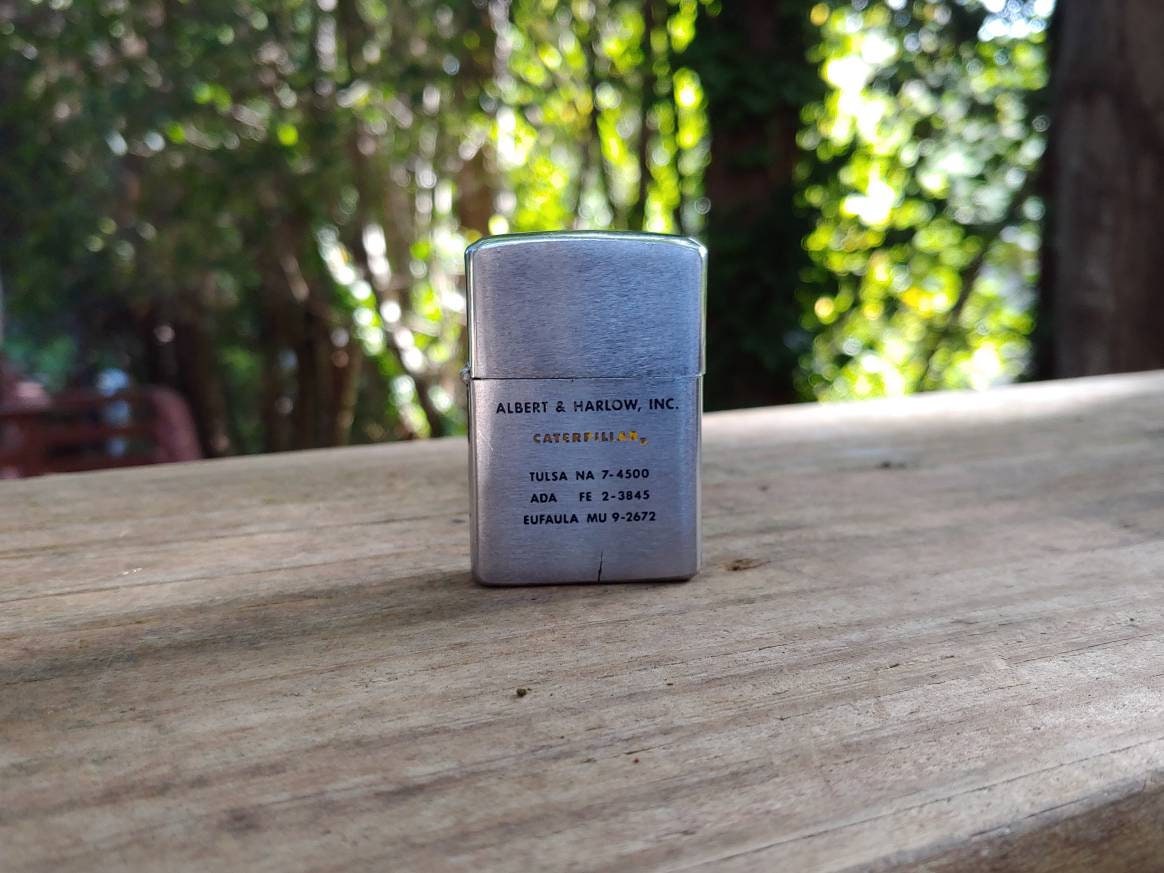 ALBERT & HARLOW, INC.
CATERPILLAR
TULSA NA 7-4500
ADA FE 2-3845
EUFAULA MU 9-2672